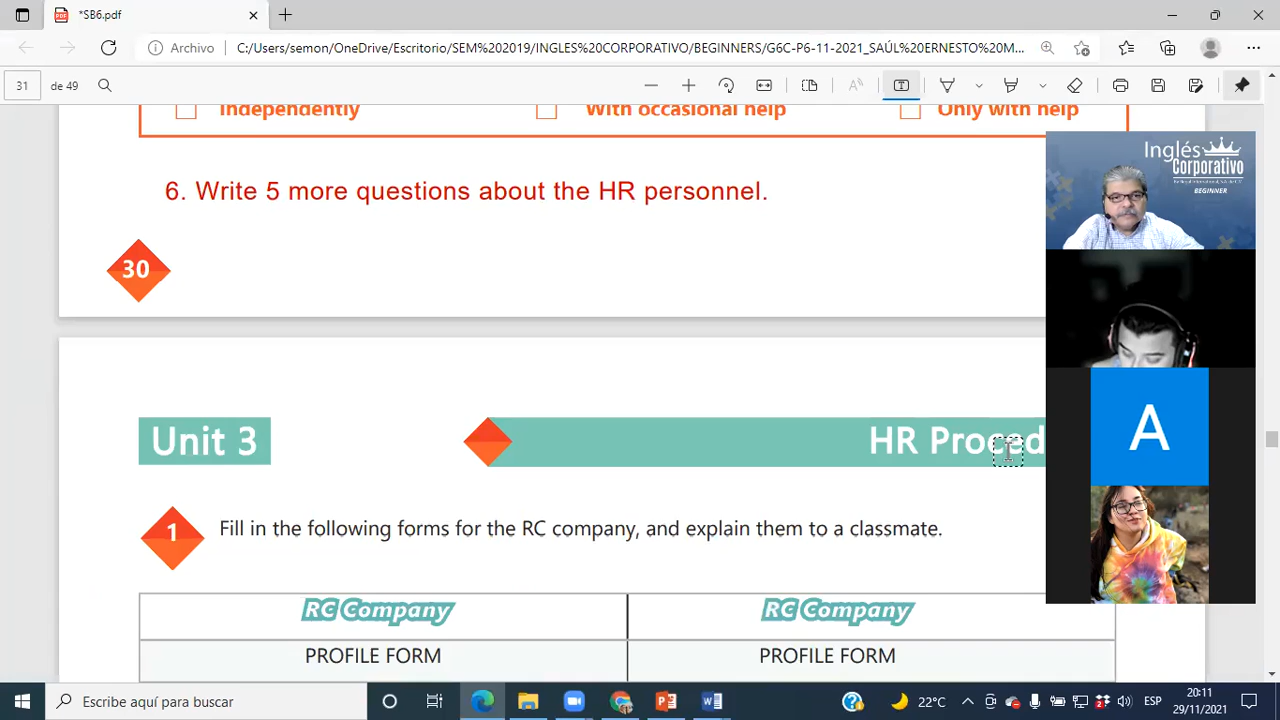 *SB6.pdf
Archivo
C:/Users/semon/OneDrive/Escritorio/SEM%202019/INGLES%20CORPORATIVO/BEGINNERS/G6C-P6-11-2021_SAÚL%20ERNESTO%20M...
31 de 49
Independently With occasional help Only with help
6. Write 5 more questions about the HR personnel.
30
Unit 3
HR Proced
1 Fill in the following forms for the RC company, and explain them to a classmate.
RC Company RC Company
PROFILE FORM PROFILE FORM
Inglés
Corporativo
BEGINNER
A
Escribe aquí para buscar
22°C
ESP
20:11
29/11/2021